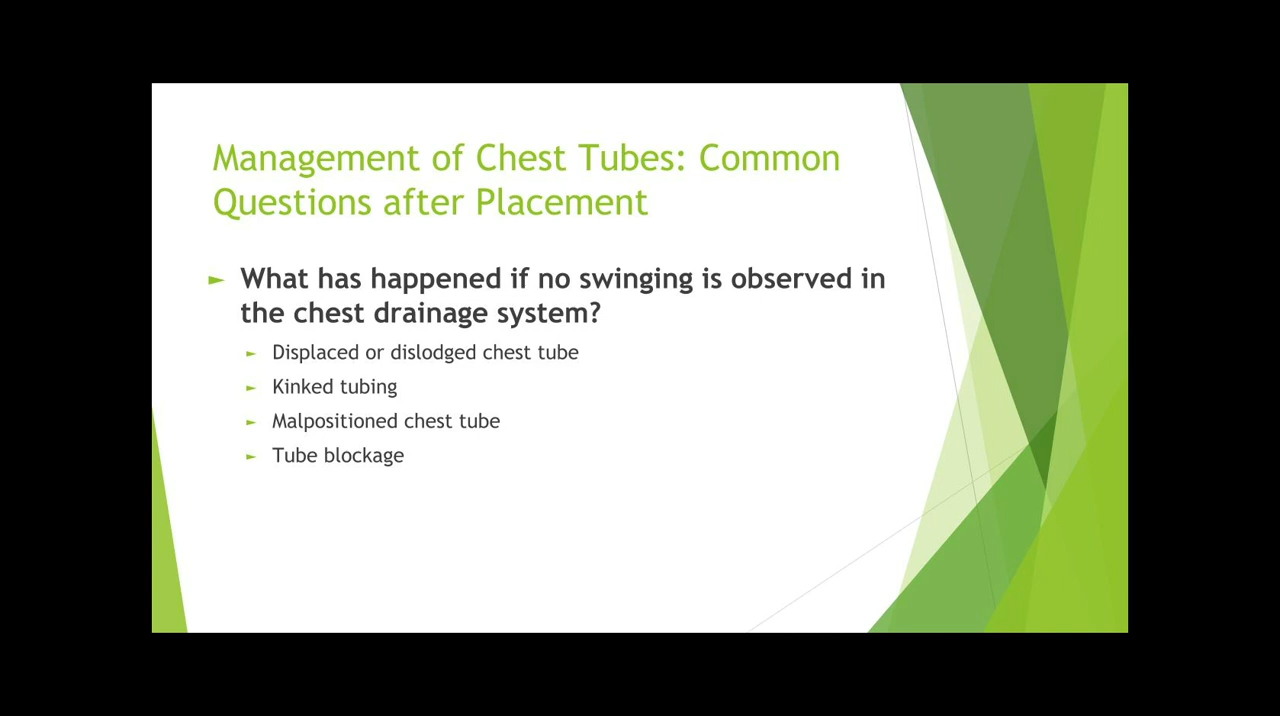 Management of Chest Tubes: Common
Questions after Placement
► What has happened if no swinging is observed in
the chest drainage system?
► Displaced or dislodged chest tube
► Kinked tubing
► Malpositioned chest tube
► Tube blockage